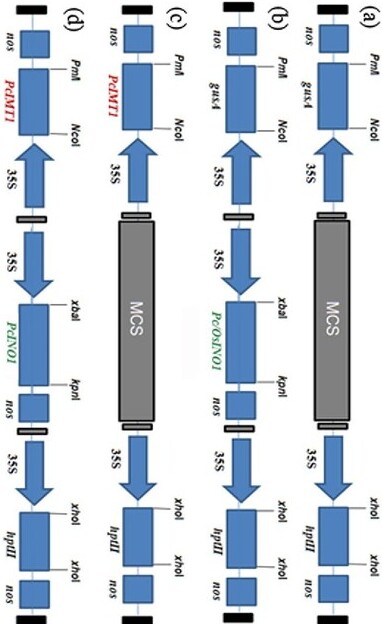 (a)
PmlI NcoI xhoI xhoI
MCS
nos gusA 35S 35S hptII nos
(b)
PmlI NcoI xbaI kpnI xhoI xhoI
nos gusA 35S 35S Pc/OsINO1 nos 35S hptII nos
(c)
PmlI NcoI xhoI xhoI
MCS
nos PcIMT1 35S 35S hptII nos
(d)
PmlI NcoI xbaI kpnI xhoI xhoI
nos PcIMT1 35S 35S PcINO1 nos 35S hptII nos